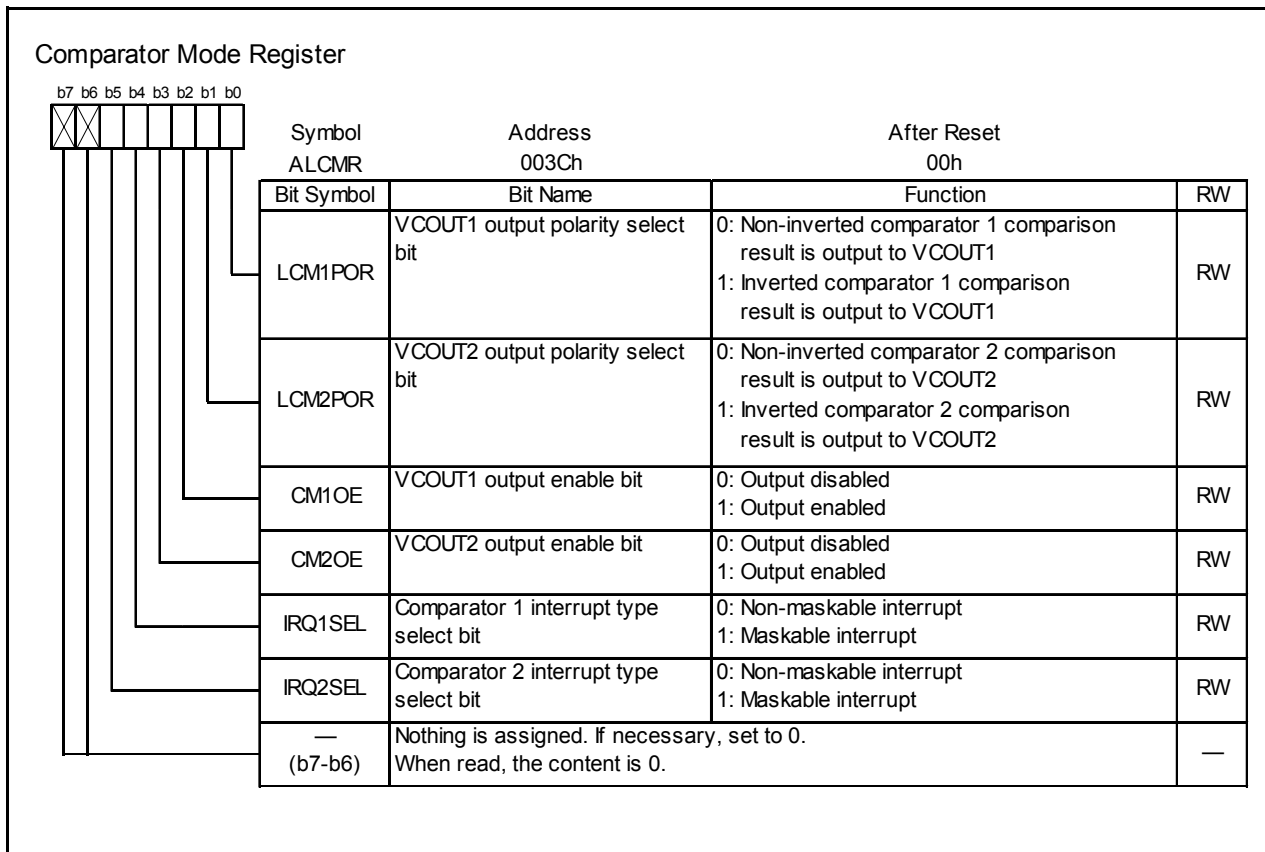 Comparator Mode Register
b7 b6 b5 b4 b3 b2 b1 b0
Symbol Address After Reset
ALCMR 003Ch 00h
Bit Symbol Bit Name Function RW
LCM1POR
VCOUT1 output polarity select
bit
0: Non-inverted comparator 1 comparison
result is output to VCOUT1
1: Inverted comparator 1 comparison
result is output to VCOUT1
RW
LCM2POR
VCOUT2 output polarity select
bit
0: Non-inverted comparator 2 comparison
result is output to VCOUT2
1: Inverted comparator 2 comparison
result is output to VCOUT2
RW
CM1OE
VCOUT1 output enable bit
0: Output disabled
1: Output enabled
RW
CM2OE
VCOUT2 output enable bit
0: Output disabled
1: Output enabled
RW
IRQ1SEL
Comparator 1 interrupt type
select bit
0: Non-maskable interrupt
1: Maskable interrupt
RW
IRQ2SEL
Comparator 2 interrupt type
select bit
0: Non-maskable interrupt
1: Maskable interrupt
RW
—
(b7-b6)
Nothing is assigned. If necessary, set to 0.
When read, the content is 0.
—